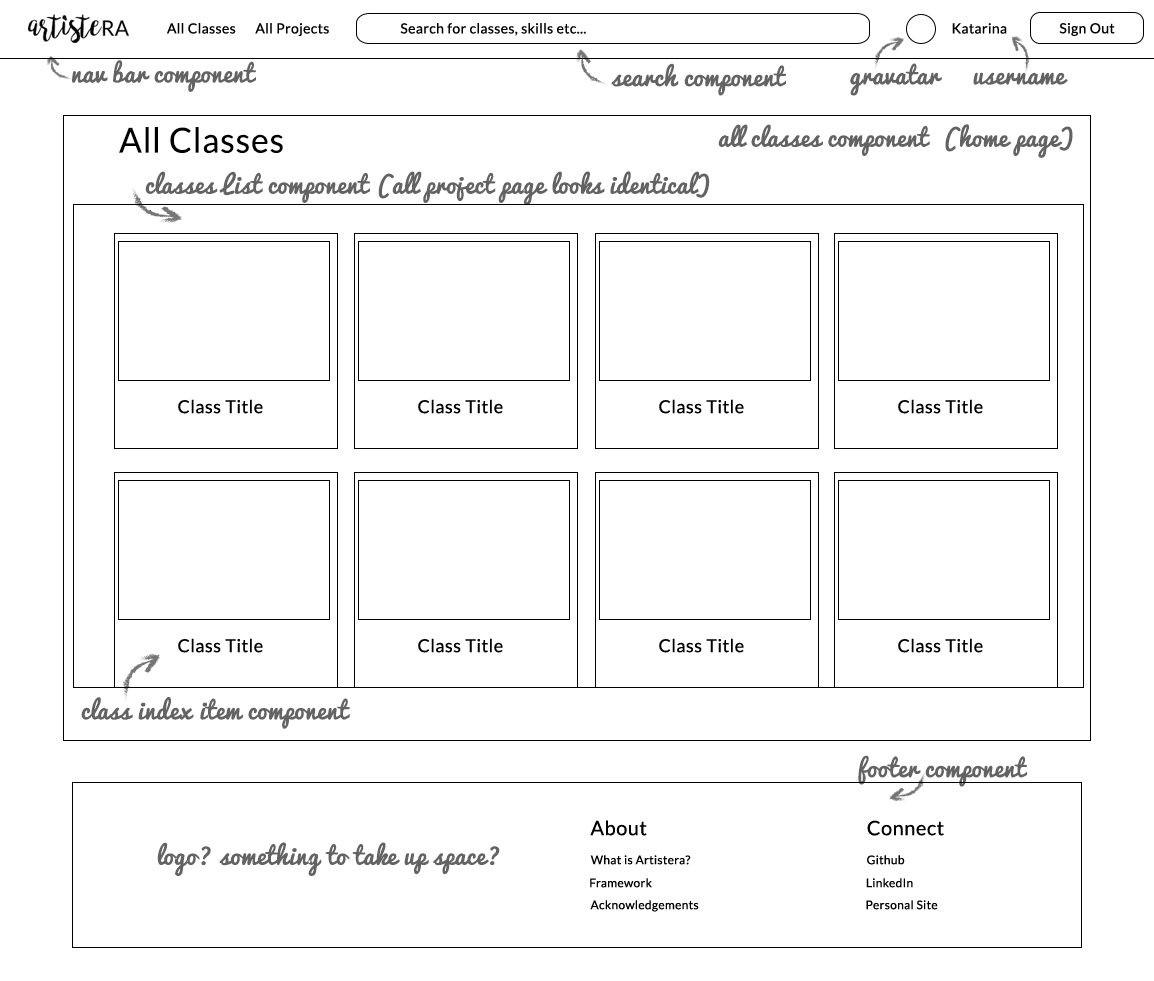 artisteRA All Classes All Projects Search for classes, skills etc... Katarina Sign Out
nav bar component search component gravatar username
All Classes all classes component (home page)
classes List component (all project page looks identical)
Class Title Class Title Class Title Class Title
Class Title Class Title Class Title Class Title
class index item component
footer component
About Connect
logo? something to take up space?
What is Artistera? Github
Framework LinkedIn
Acknowledgements Personal Site